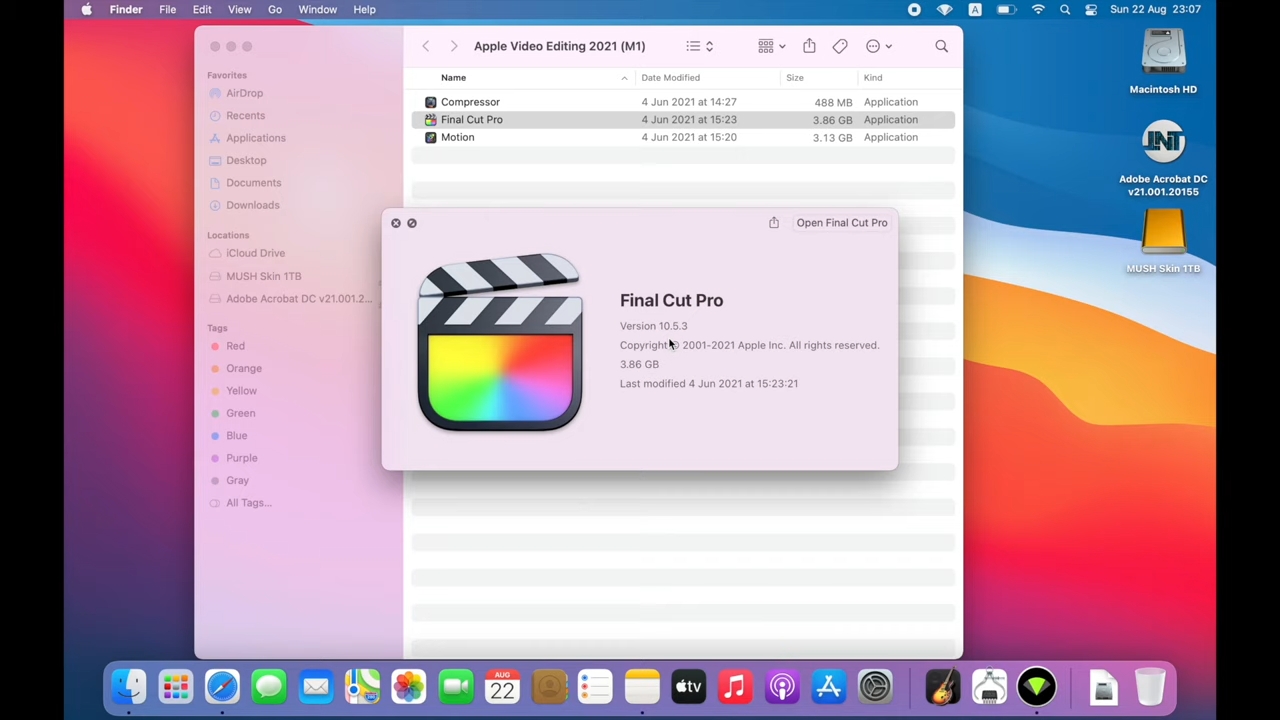 Finder File Edit View Go Window Help
A Sun 22 Aug 23:07
Apple Video Editing 2021 (M1)
Favorites
AirDrop
Recents
Applications
Desktop
Documents
Downloads
Locations
iCloud Drive
MUSH Skin 1TB
Adobe Acrobat DC v21.001.2...
Tags
Red
Orange
Yellow
Green
Blue
Purple
Gray
All Tags...
Name Date Modified Size Kind
Compressor 4 Jun 2021 at 14:27 488 MB Application
Final Cut Pro 4 Jun 2021 at 15:23 3.86 GB Application
Motion 4 Jun 2021 at 15:20 3.13 GB Application
Open Final Cut Pro
Final Cut Pro
Version 10.5.3
Copyright © 2001-2021 Apple Inc. All rights reserved.
3.86 GB
Last modified 4 Jun 2021 at 15:23:21
Macintosh HD
JNT
Adobe Acrobat DC
v21.001.20155
MUSH Skin 1TB
AUG
22
tv